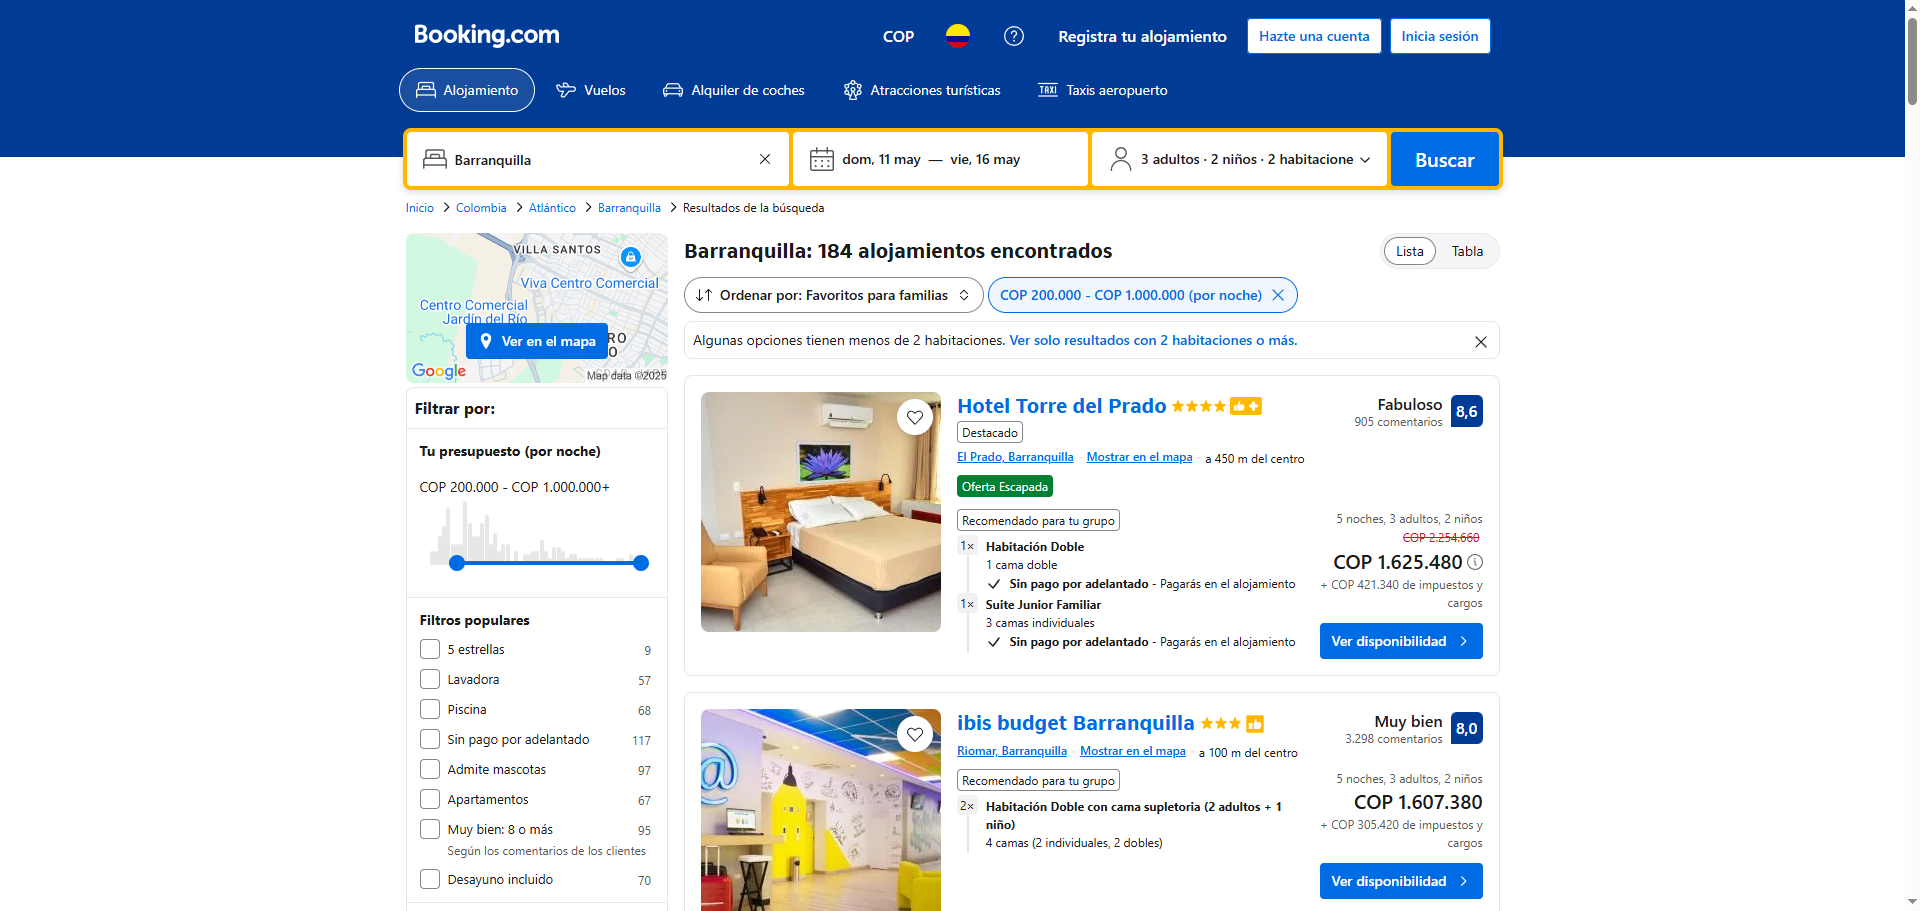 Booking.com
COP
Registra tu alojamiento
Hazte una cuenta
Inicia sesión
Alojamiento
Vuelos
Alquiler de coches
Atracciones turísticas
TAXI
Taxis aeropuerto
Barranquilla
dom, 11 may — vie, 16 may
3 adultos · 2 niños · 2 habitacione
Buscar
Inicio
Colombia
Atlántico
Barranquilla
Resultados de la búsqueda
VILLA SANTOS
Viva Centro Comercial
Centro Comercial
Jardín del Río
RO
O
Ver en el mapa
Google
Map data ©2025
Filtrar por:
Tu presupuesto (por noche)
COP 200.000 - COP 1.000.000+
Filtros populares
5 estrellas 9
Lavadora 57
Piscina 68
Sin pago por adelantado 117
Admite mascotas 97
Apartamentos 67
Muy bien: 8 o más 95
Según los comentarios de los clientes
Desayuno incluido 70
Barranquilla: 184 alojamientos encontrados
Lista
Tabla
Ordenar por: Favoritos para familias
COP 200.000 - COP 1.000.000 (por noche)
Algunas opciones tienen menos de 2 habitaciones. Ver solo resultados con 2 habitaciones o más.
Hotel Torre del Prado
Destacado
El Prado, Barranquilla
Mostrar en el mapa
a 450 m del centro
Oferta Escapada
Fabuloso
905 comentarios
8,6
Recomendado para tu grupo
1× Habitación Doble
1 cama doble
Sin pago por adelantado - Pagarás en el alojamiento
1× Suite Junior Familiar
3 camas individuales
Sin pago por adelantado - Pagarás en el alojamiento
5 noches, 3 adultos, 2 niños
COP 2.254.660
COP 1.625.480
+ COP 421.340 de impuestos y
cargos
Ver disponibilidad
ibis budget Barranquilla
Riomar, Barranquilla
Mostrar en el mapa
a 100 m del centro
Muy bien
3.298 comentarios
8,0
Recomendado para tu grupo
2× Habitación Doble con cama supletoria (2 adultos + 1
niño)
4 camas (2 individuales, 2 dobles)
5 noches, 3 adultos, 2 niños
COP 1.607.380
+ COP 305.420 de impuestos y
cargos
Ver disponibilidad
@